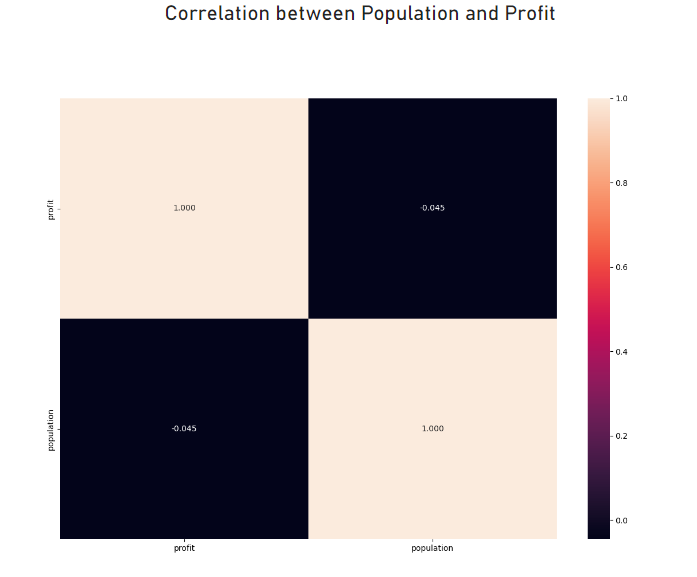 Correlation between Population and Profit
1.0
profit
1.000
-0.045
0.8
0.6
0.4
population
-0.045
1.000
0.2
0.0
profit
population